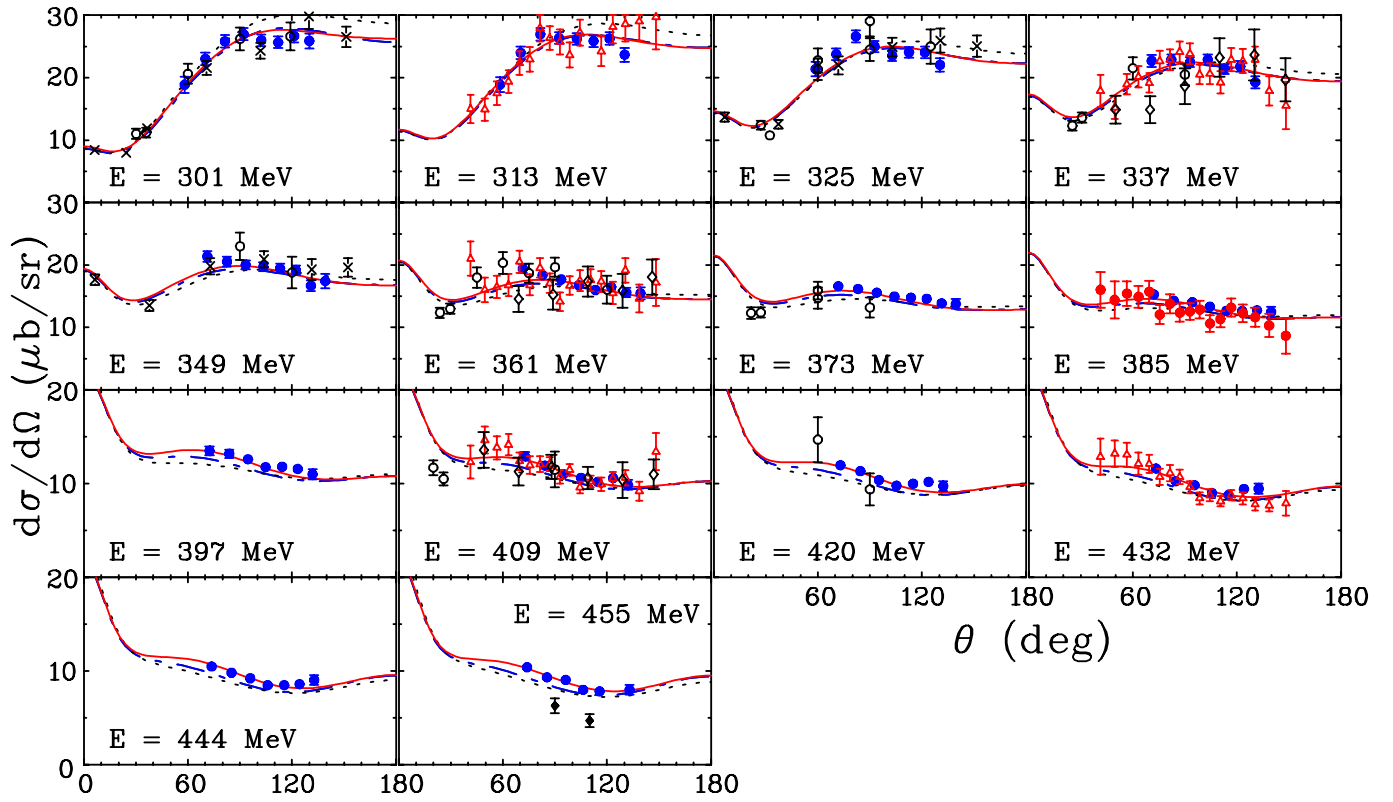 30
20
10
E = 301 MeV
E = 313 MeV
E = 325 MeV
E = 337 MeV
30
20
10
E = 349 MeV
E = 361 MeV
E = 373 MeV
E = 385 MeV
20
10
E = 397 MeV
E = 409 MeV
E = 420 MeV
E = 432 MeV
20
10
0
E = 444 MeV
E = 455 MeV
dσ/dΩ (μb/sr)
60 120 180 60 120 180
θ (deg)
0 60 120 180 60 120 180